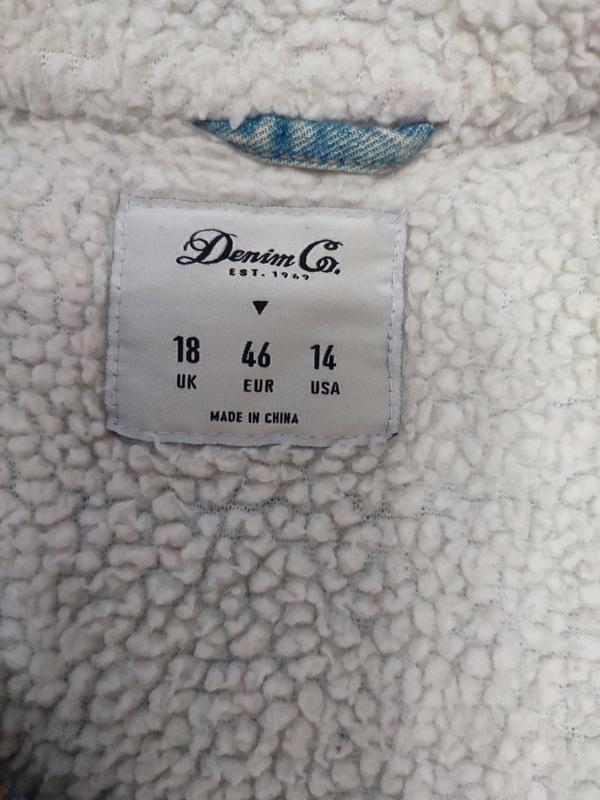 Denim Co.
EST. 1969
18 46 14
UK EUR USA
MADE IN CHINA